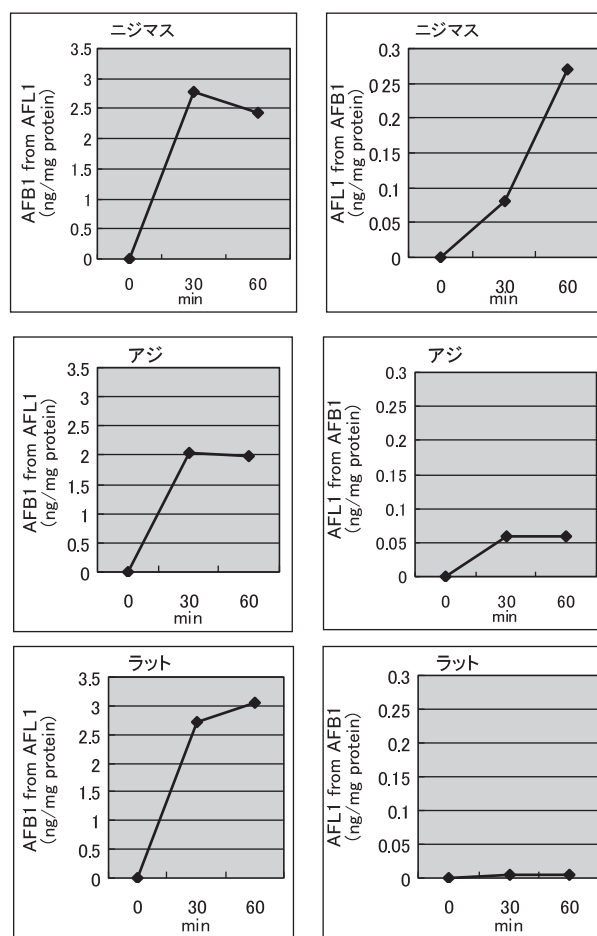 ニジマス
AFB1 from AFL1
(ng/mg protein)
3.5
3
2.5
2
1.5
1
0.5
0
0 30 60
min
ニジマス
AFL1 from AFB1
(ng/mg protein)
0.3
0.25
0.2
0.15
0.1
0.05
0
0 30 60
min
アジ
AFB1 from AFL1
(ng/mg protein)
3.5
3
2.5
2
1.5
1
0.5
0
0 30 60
min
アジ
AFL1 from AFB1
(ng/mg protein)
0.3
0.25
0.2
0.15
0.1
0.05
0
0 30 60
min
ラット
AFB1 from AFL1
(ng/mg protein)
3.5
3
2.5
2
1.5
1
0.5
0
0 30 60
min
ラット
AFL1 from AFB1
(ng/mg protein)
0.3
0.25
0.2
0.15
0.1
0.05
0
0 30 60
min